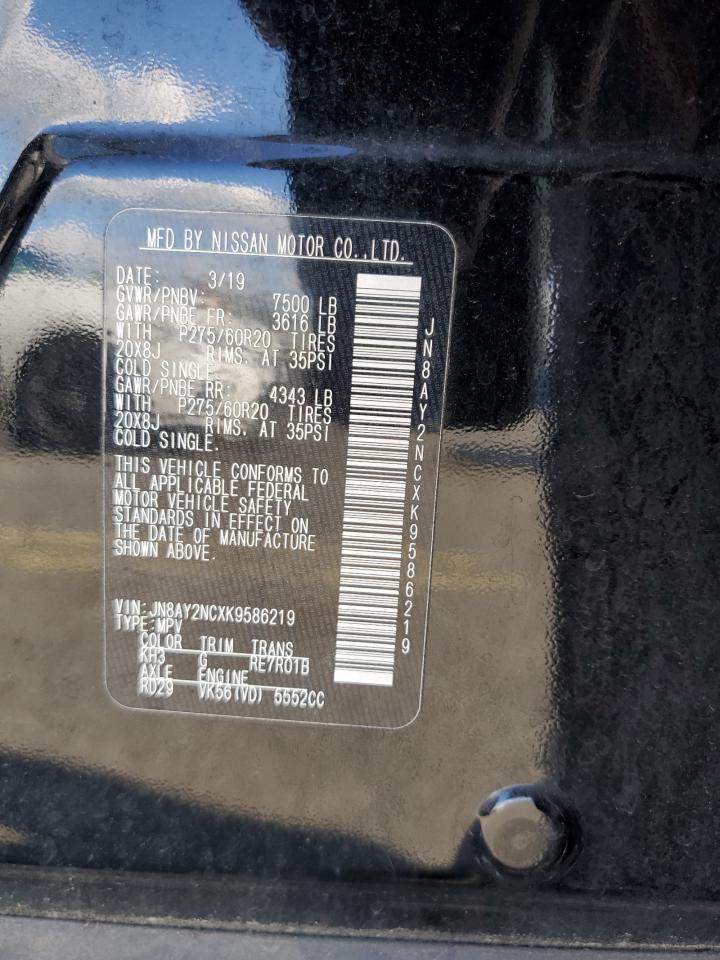 MFD BY NISSAN MOTOR CO.,LTD.
DATE: 3/19
GVWR/PNBV: 7500 LB
GAWR/PNBE FR: 3616 LB
WITH P275/60R20 TIRES
20X8J RIMS, AT 35PSI
COLD SINGLE.
GAWR/PNBE RR: 4343 LB
WITH P275/60R20 TIRES
20X8J RIMS, AT 35PSI
COLD SINGLE.
THIS VEHICLE CONFORMS TO
ALL APPLICABLE FEDERAL
MOTOR VEHICLE SAFETY
STANDARDS IN EFFECT ON
THE DATE OF MANUFACTURE
SHOWN ABOVE.
VIN:JN8AY2NCXK9586219
TYPE:MPV
COLOR TRIM TRANS
KH3 G RE7R01B
AXLE ENGINE
RD29 VK56(VD) 5552CC
JN8AY2NCXK9586219